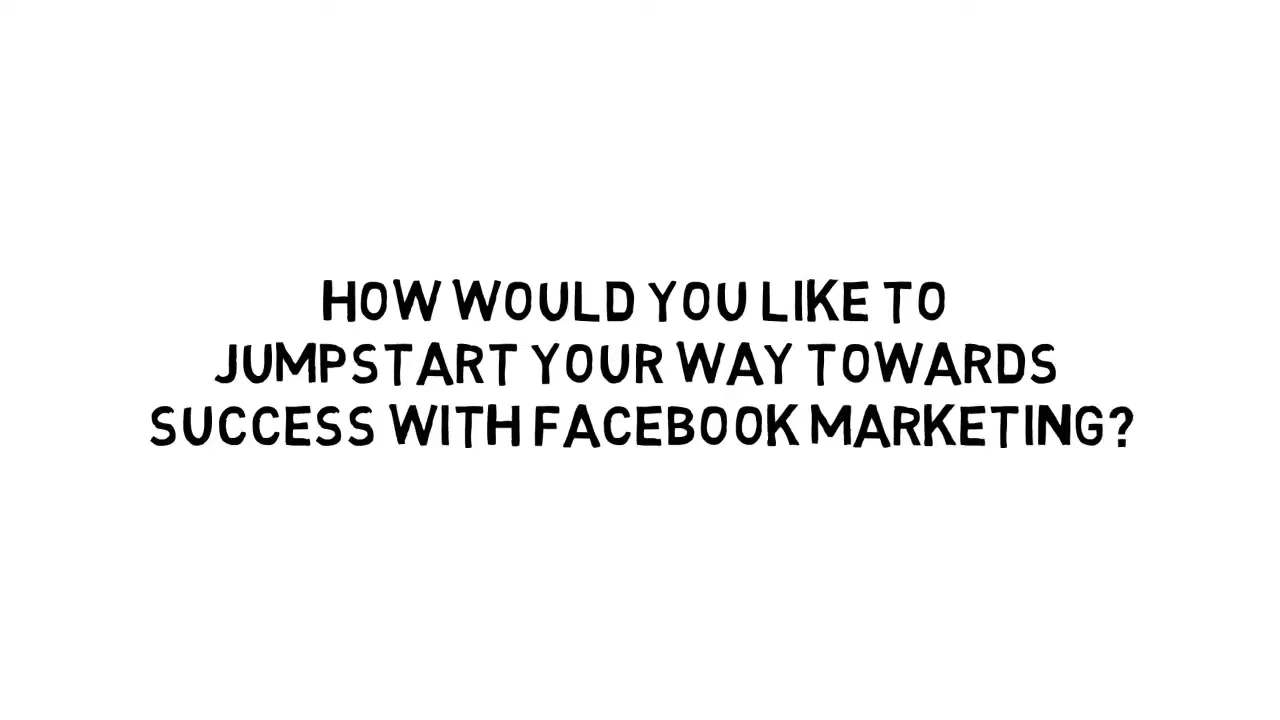 HOW WOULD YOU LIKE TO
JUMPSTART YOUR WAY TOWARDS
SUCCESS WITH FACEBOOK MARKETING?